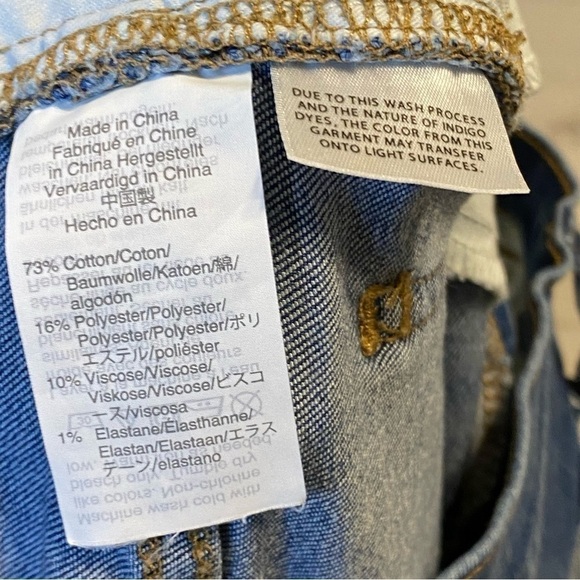 Made in China
Fabriqué en Chine
in China Hergestellt
Vervaardigd in China
中国製
Hecho en China
73% Cotton/Coton/
Baumwolle/Katoen/綿/
algodón
16% Polyester/Polyester/
Polyester/Polyester/ポリ
エステル/poliéster
10% Viscose/Viscose/
Viskose/Viscose/ビスコ
ース/viscosa
1% Elastane/Élasthanne/
Elastan/Elastaan/エラス
テーン/elastano
DUE TO THIS WASH PROCESS
AND THE NATURE OF INDIGO
DYES, THE COLOR FROM THIS
GARMENT MAY TRANSFER
ONTO LIGHT SURFACES.